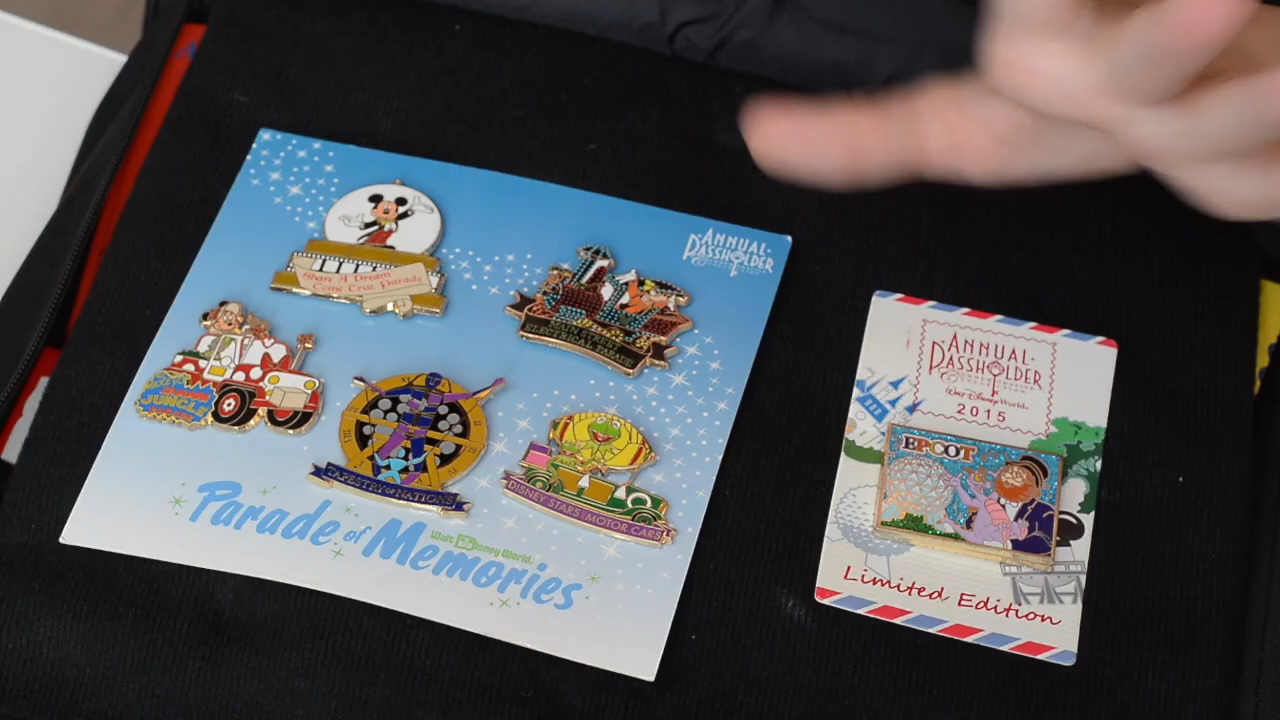 ANNUAL
PASSHOLDER
Share A Dream
Come True Parade
MAIN STREET
ELECTRICAL PARADE
MICKEY'S
JAMMIN'
JUNGLE
PARADE
TAPESTRY OF NATIONS
DISNEY STARS AND MOTOR CARS
Parade of Memories
Walt Disney World
ANNUAL
PASSHOLDER
Walt Disney World
2015
EPCOT
Limited Edition